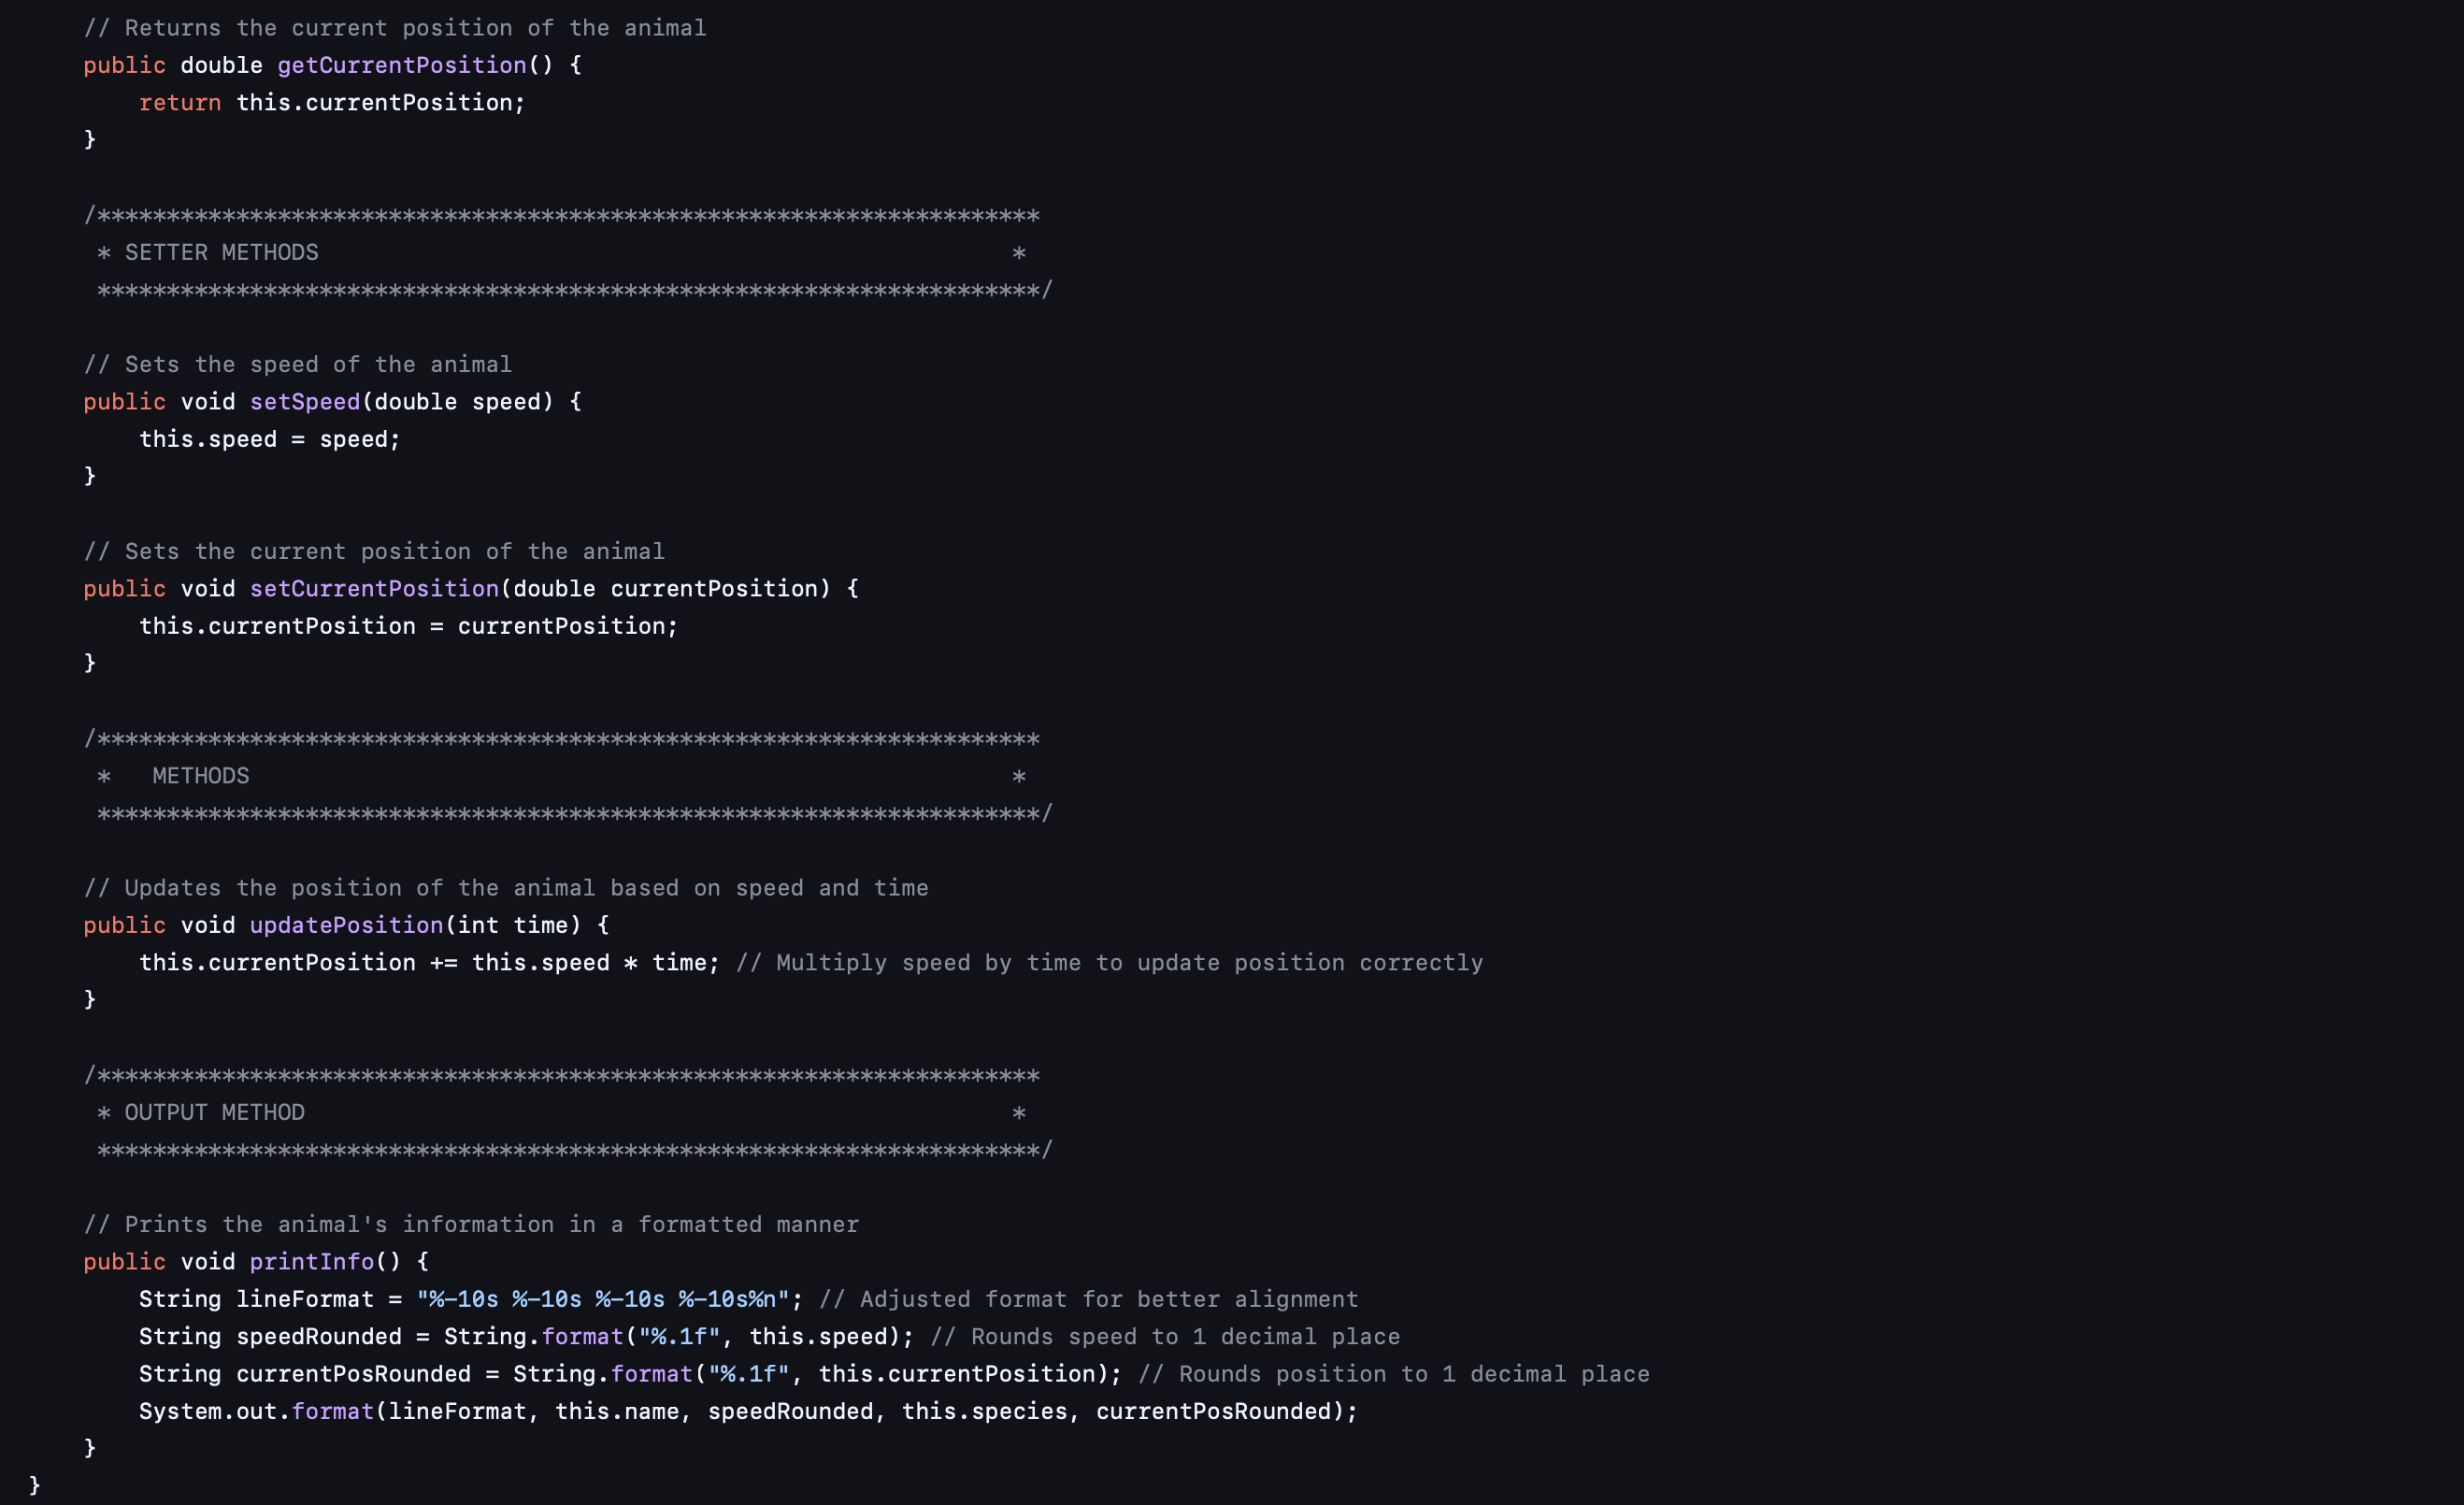 // Returns the current position of the animal
public double getCurrentPosition() {
    return this.currentPosition;
}

/********************************************************************
 * SETTER METHODS                                                  *
 ********************************************************************/

// Sets the speed of the animal
public void setSpeed(double speed) {
    this.speed = speed;
}

// Sets the current position of the animal
public void setCurrentPosition(double currentPosition) {
    this.currentPosition = currentPosition;
}

/********************************************************************
 *   METHODS                                                       *
 ********************************************************************/

// Updates the position of the animal based on speed and time
public void updatePosition(int time) {
    this.currentPosition += this.speed * time; // Multiply speed by time to update position correctly
}

/********************************************************************
 * OUTPUT METHOD                                                   *
 ********************************************************************/

// Prints the animal's information in a formatted manner
public void printInfo() {
    String lineFormat = "%-10s %-10s %-10s %-10s%n"; // Adjusted format for better alignment
    String speedRounded = String.format("%.1f", this.speed); // Rounds speed to 1 decimal place
    String currentPosRounded = String.format("%.1f", this.currentPosition); // Rounds position to 1 decimal place
    System.out.format(lineFormat, this.name, speedRounded, this.species, currentPosRounded);
}
}